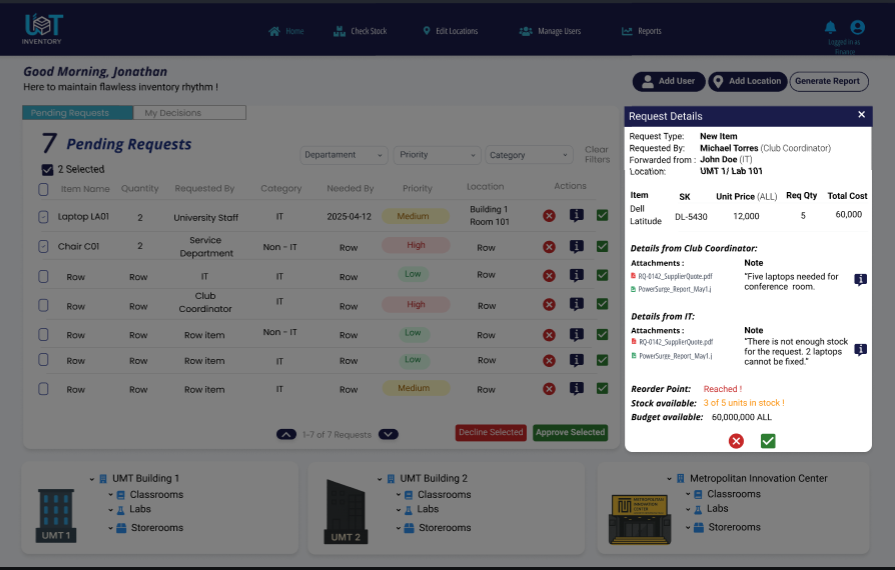 UMT
INVENTORY
Home
Check Stock
Edit Locations
Manage Users
Reports
Logged in as
Finance
Good Morning, Jonathan
Here to maintain flawless inventory rhythm !
Add User
Add Location
Generate Report
Pending Requests
My Decisions
7 Pending Requests
2 Selected
Departament
Priority
Category
Clear
Filters
Item Name Quantity Requested By Category Needed By Priority Location Actions
Laptop LA01 2 University Staff IT 2025-04-12 Medium Building 1
Room 101
Chair C01 2 Service
Department Non - IT Row High Row
Row Row IT IT Row Low Row
Row Row Club
Coordinator IT Row High Row
Row Row Row item Non - IT Row Low Row
Row Row Row item IT Row Low Row
Row Row Row item IT Row Medium Row
1-7 of 7 Requests
Decline Selected
Approve Selected
Request Details
Request Type: New Item
Requested By: Michael Torres (Club Coordinator)
Forwarded from : John Doe (IT)
Location: UMT 1/ Lab 101
Item SK Unit Price (ALL) Req Qty Total Cost
Dell
Latitude DL-5430 12,000 5 60,000
Details from Club Coordinator:
Attachments : Note
RQ-0142_SupplierQuote.pdf "Five laptops needed for
PowerSurge_Report_May1.j conference room.
Details from IT:
Attachments : Note
RQ-0142_SupplierQuote.pdf "There is not enough stock
for the request. 2 laptops
PowerSurge_Report_May1.j cannot be fixed."
Reorder Point: Reached !
Stock available: 3 of 5 units in stock !
Budget available: 60,000,000 ALL
UMT 1
UMT Building 1
Classrooms
Labs
Storerooms
UMT 2
UMT Building 2
Classrooms
Labs
Storerooms
METROPOLITAN
INNOVATION
CENTER
Metropolitan Innovation Center
Classrooms
Labs
Storerooms